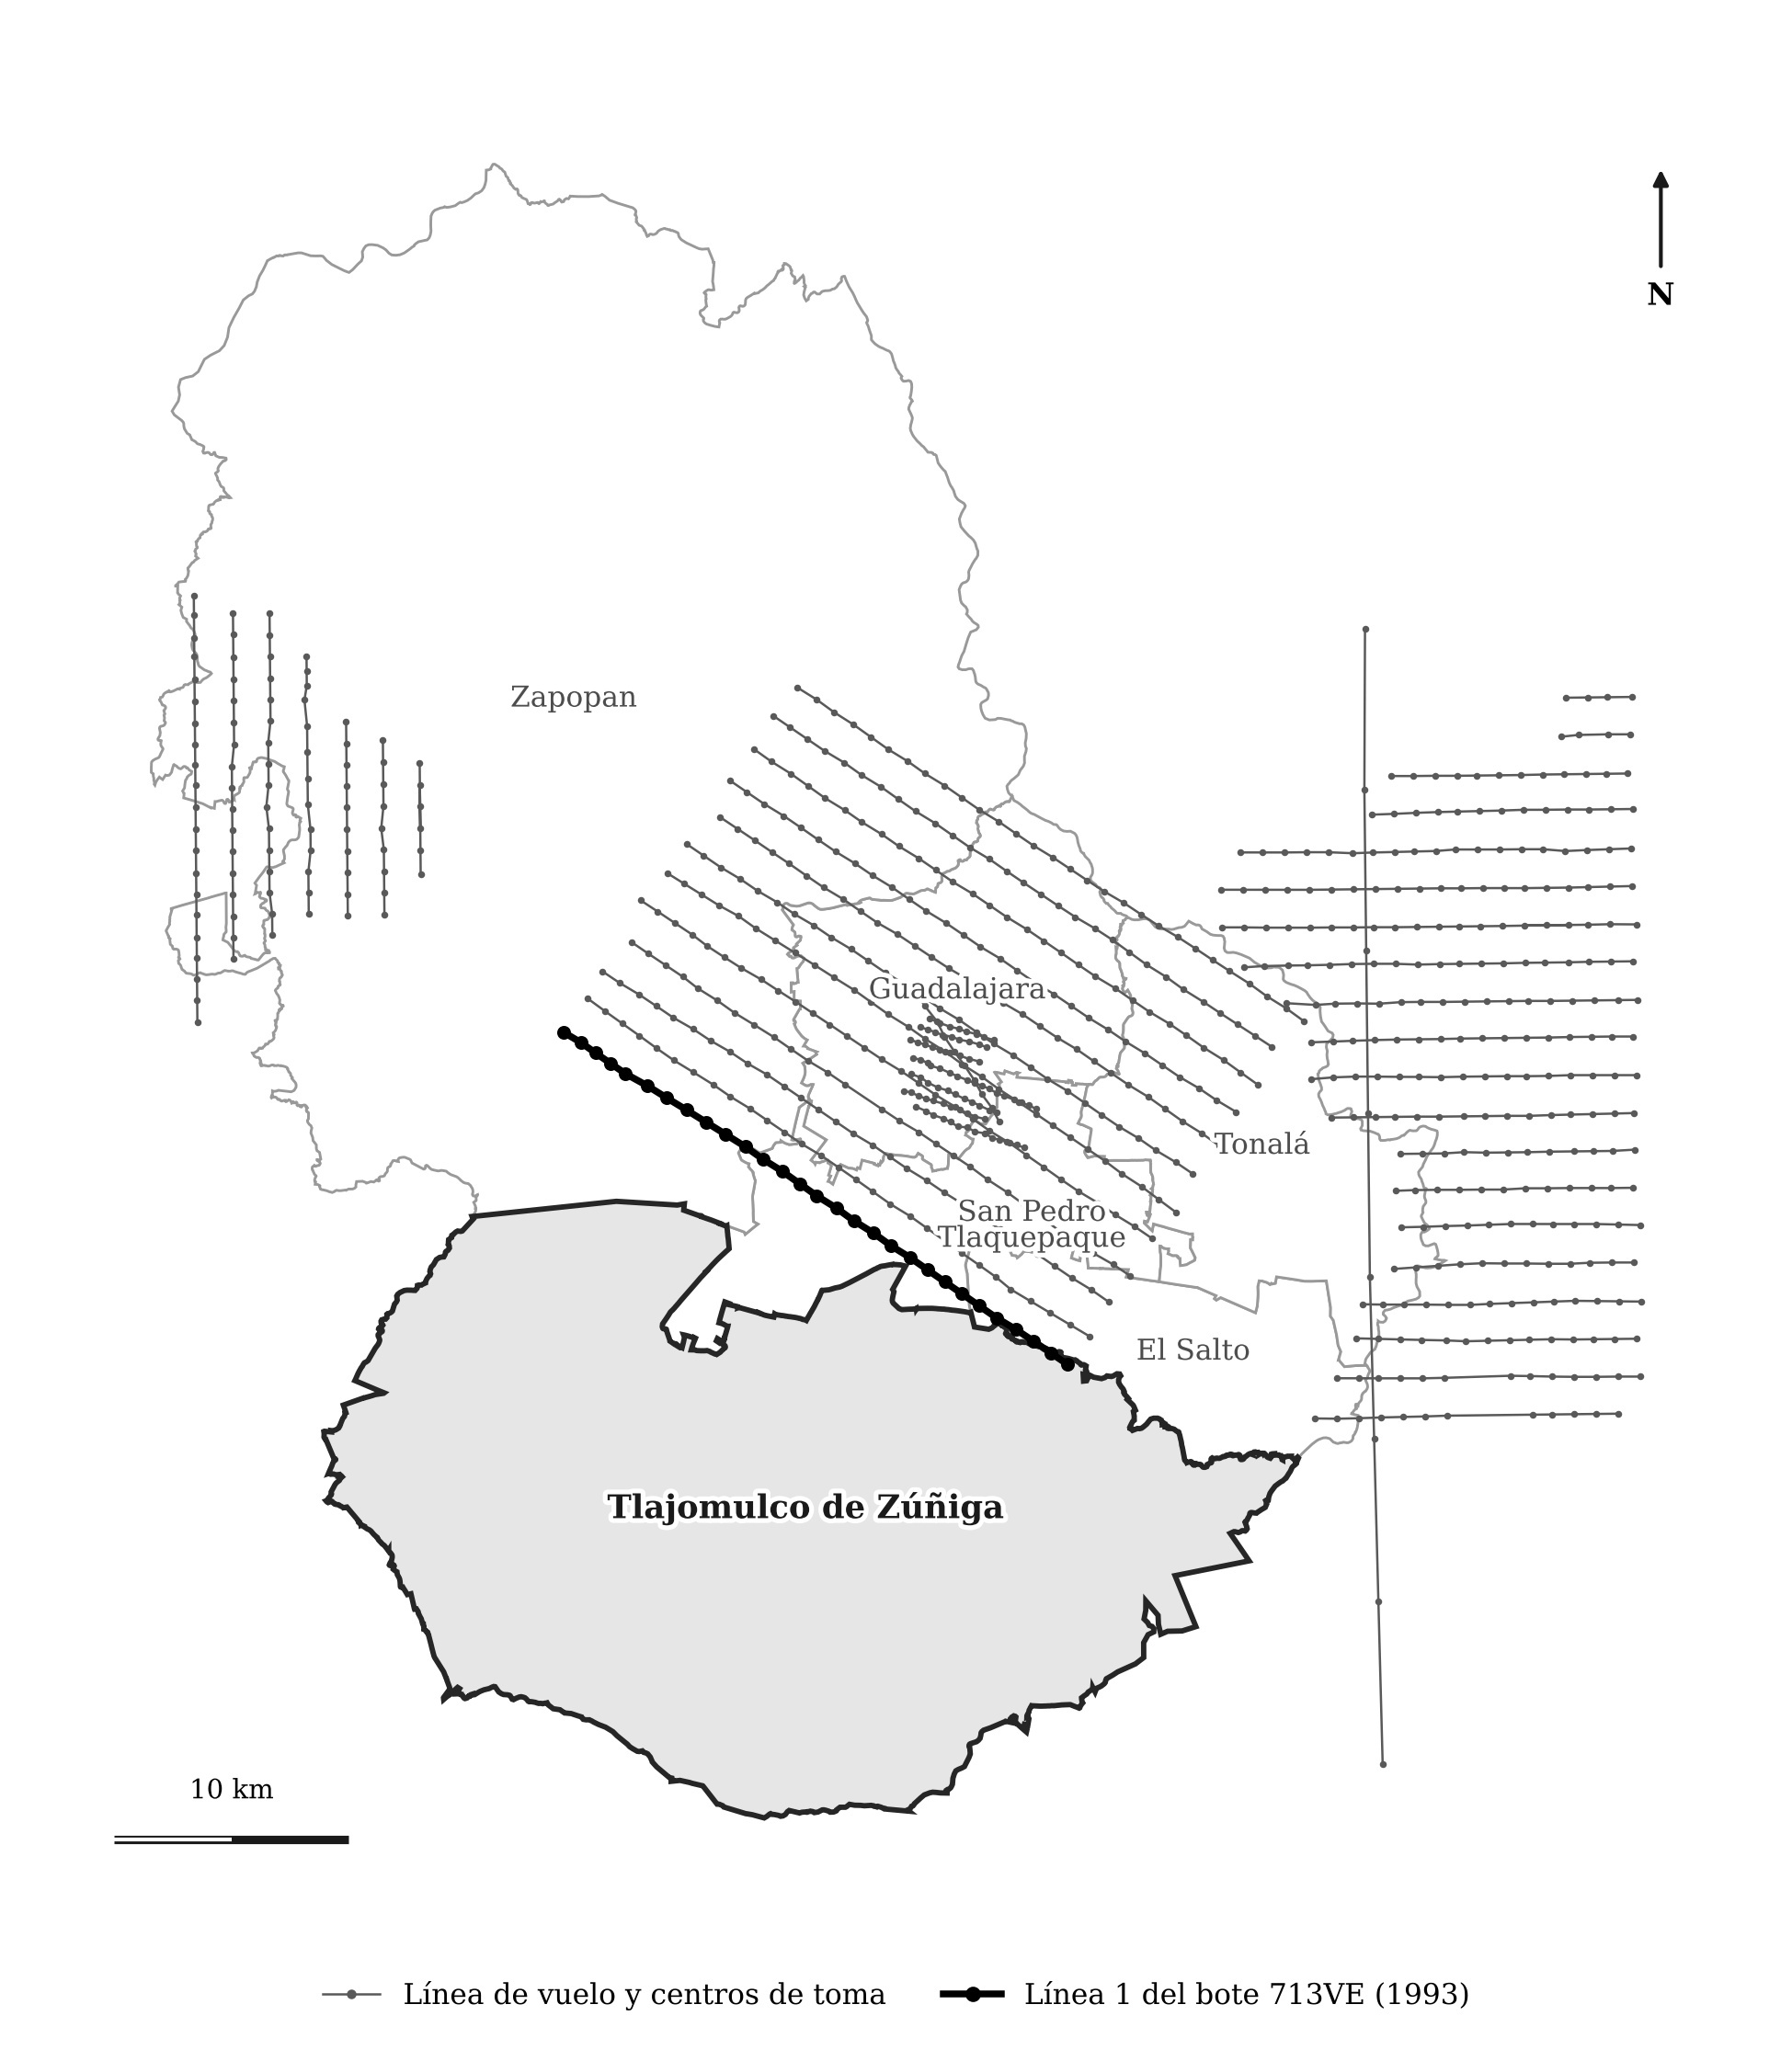 N
Zapopan
Guadalajara
Tonalá
San Pedro
Tlaquepaque
El Salto
Tlajomulco de Zúñiga
10 km
Línea de vuelo y centros de toma
Línea 1 del bote 713VE (1993)